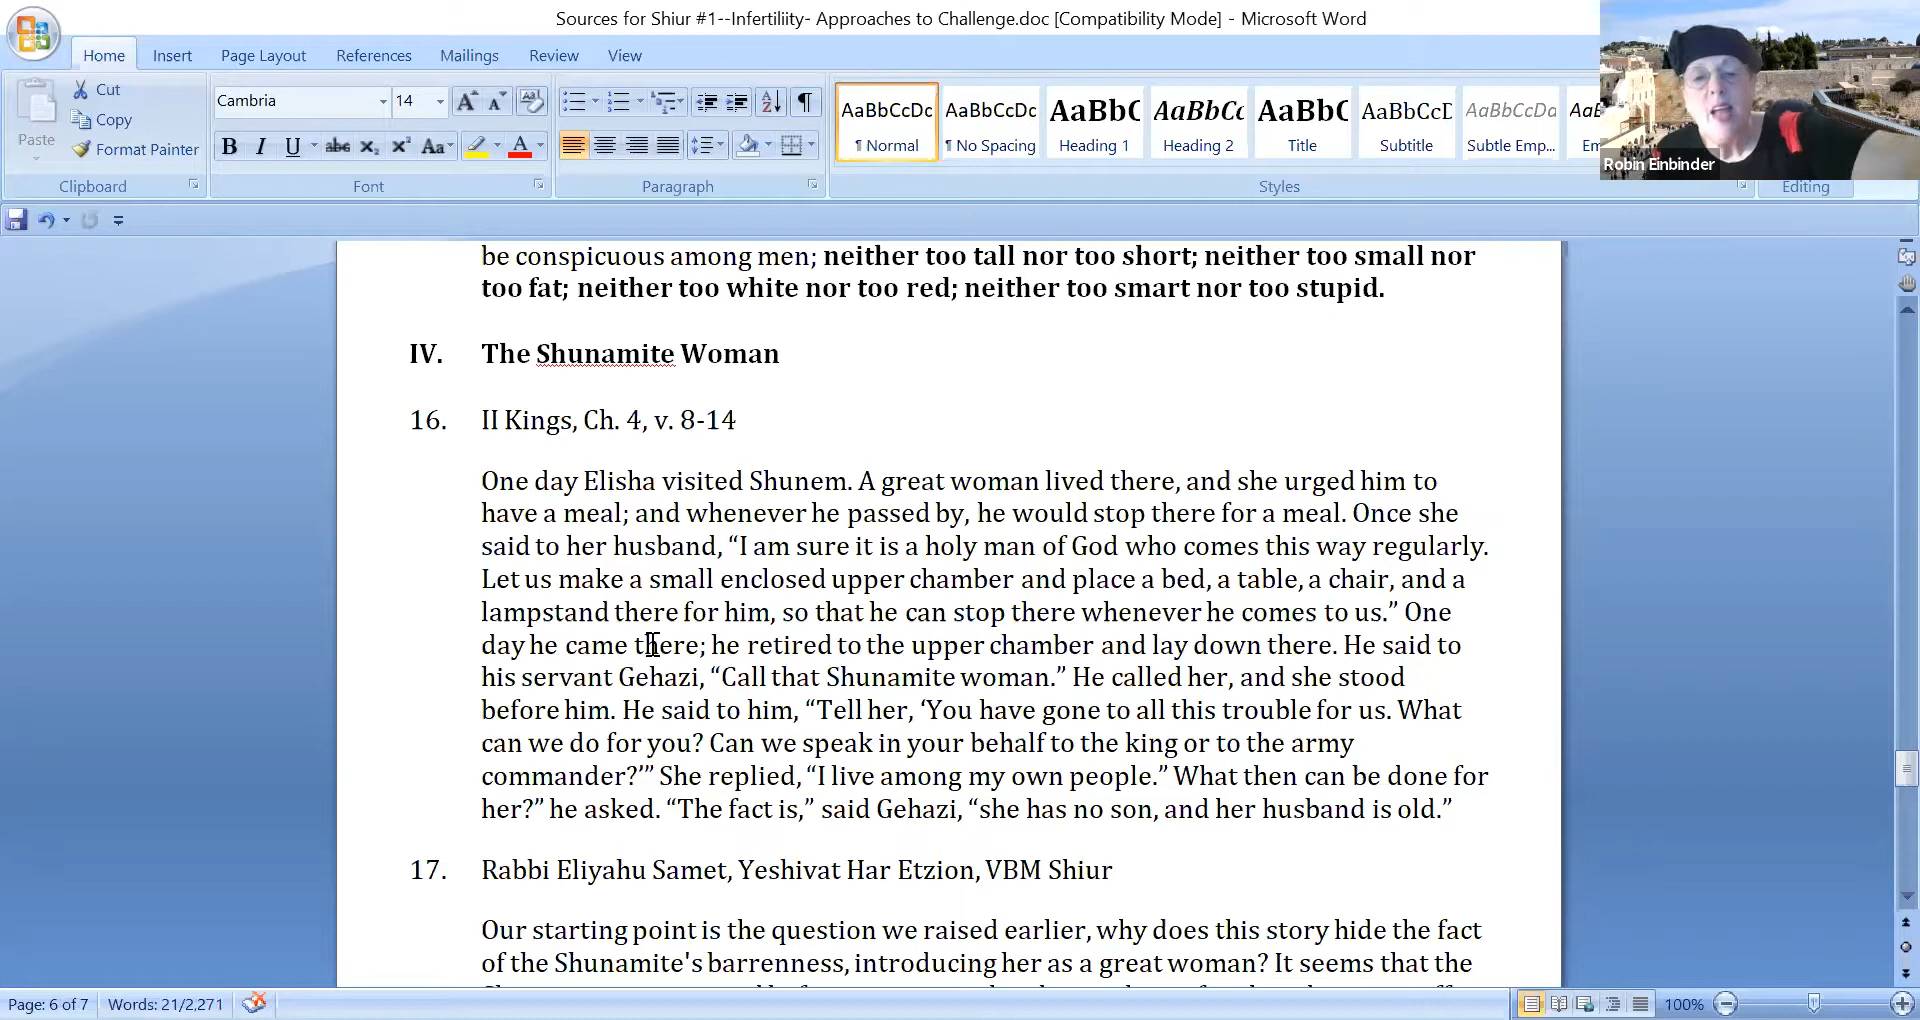 Sources for Shiur #1--Infertiliity- Approaches to Challenge.doc [Compatibility Mode] - Microsoft Word
Home Insert Page Layout References Mailings Review View
Paste
Cut
Copy
Format Painter
Cambria 14
B I U abc X₂ X² Aa A
AaBbCcDc AaBbCcDc AaBbC AaBbCc AaBbC AaBbCcD AaBbCcDc AaBb
¶ Normal ¶ No Spacing Heading 1 Heading 2 Title Subtitle Subtle Emp... Em
Clipboard Font Paragraph Styles Editing
Robin Einbinder
be conspicuous among men; neither too tall nor too short; neither too small nor
too fat; neither too white nor too red; neither too smart nor too stupid.
IV. The Shunamite Woman
16. II Kings, Ch. 4, v. 8-14
One day Elisha visited Shunem. A great woman lived there, and she urged him to
have a meal; and whenever he passed by, he would stop there for a meal. Once she
said to her husband, “I am sure it is a holy man of God who comes this way regularly.
Let us make a small enclosed upper chamber and place a bed, a table, a chair, and a
lampstand there for him, so that he can stop there whenever he comes to us.” One
day he came there; he retired to the upper chamber and lay down there. He said to
his servant Gehazi, “Call that Shunamite woman.” He called her, and she stood
before him. He said to him, “Tell her, ‘You have gone to all this trouble for us. What
can we do for you? Can we speak in your behalf to the king or to the army
commander?’” She replied, “I live among my own people.” What then can be done for
her?” he asked. “The fact is,” said Gehazi, “she has no son, and her husband is old.”
17. Rabbi Eliyahu Samet, Yeshivat Har Etzion, VBM Shiur
Our starting point is the question we raised earlier, why does this story hide the fact
of the Shunamite's barrenness, introducing her as a great woman? It seems that the
Page: 6 of 7 Words: 21/2,271 100%